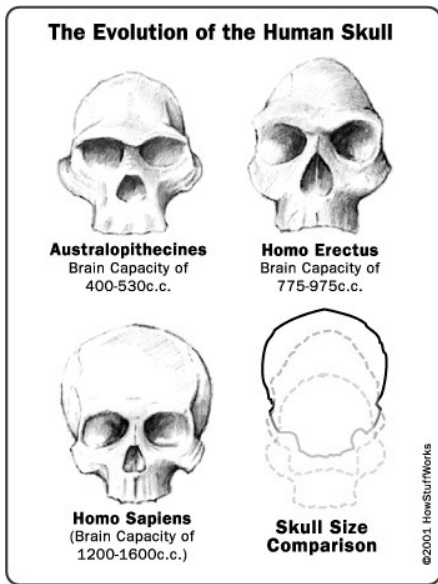 The Evolution of the Human Skull
Australopithecines
Brain Capacity of
400-530c.c.
Homo Erectus
Brain Capacity of
775-975c.c.
Homo Sapiens
(Brain Capacity of
1200-1600c.c.)
Skull Size
Comparison
©2001 HowStuffWorks